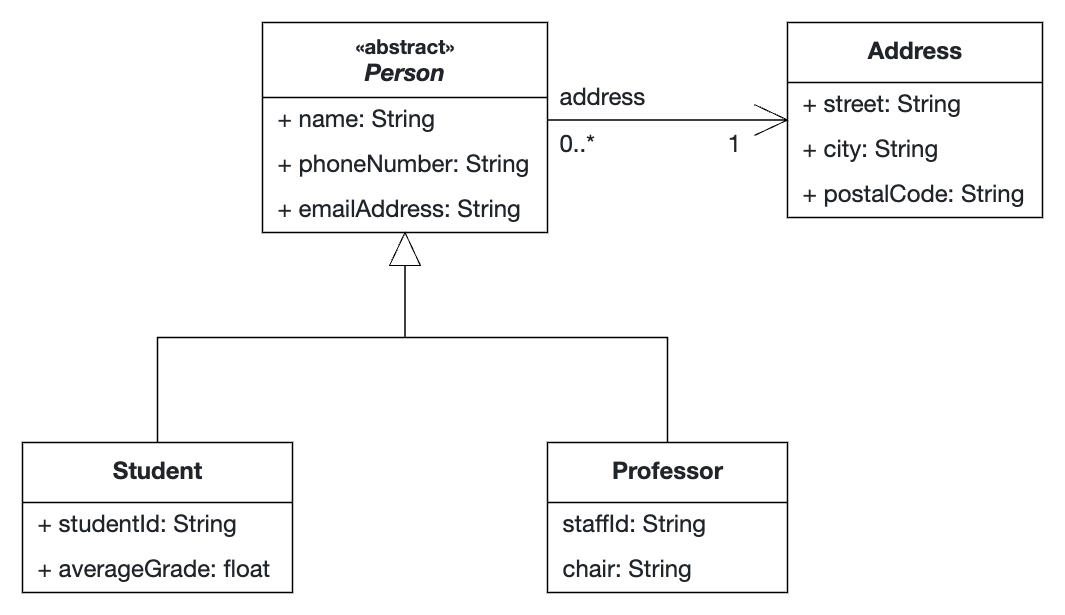 «abstract»
Person
+ name: String
+ phoneNumber: String
+ emailAddress: String
address
0..*
1
Address
+ street: String
+ city: String
+ postalCode: String
Student
+ studentId: String
+ averageGrade: float
Professor
staffId: String
chair: String